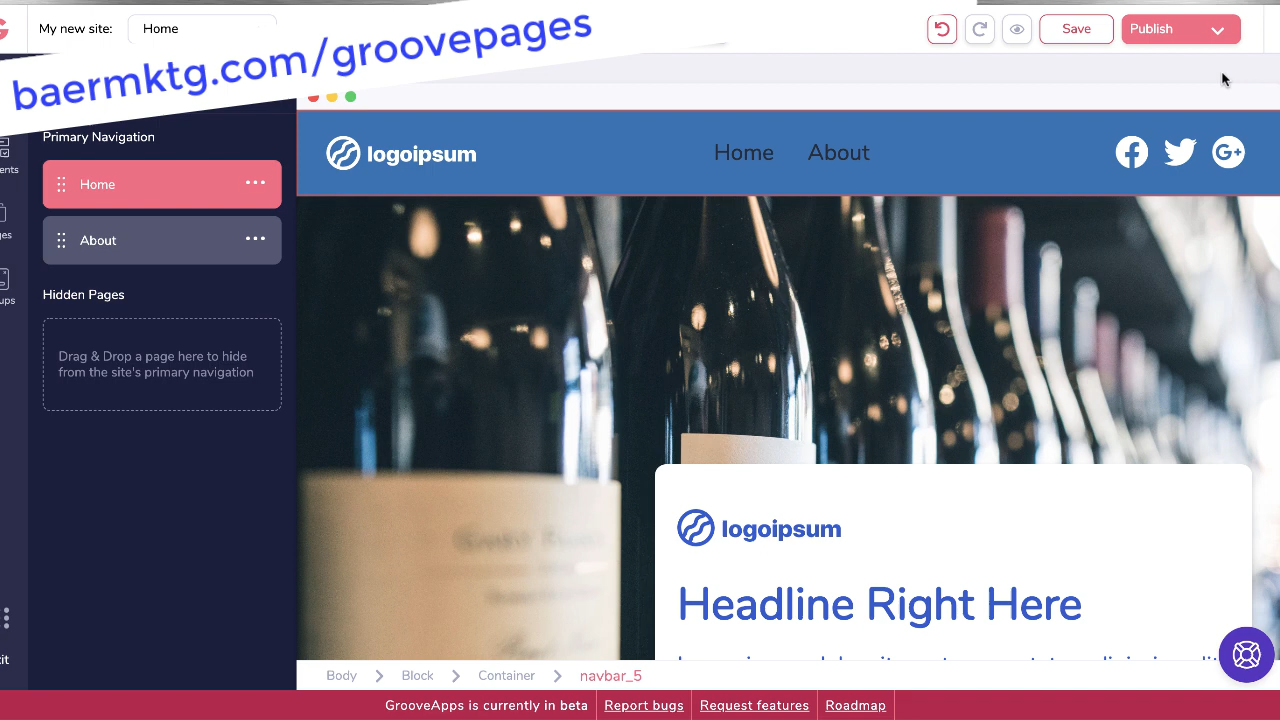 My new site:
Home
Save
Publish
baermktg.com/groovepages
Primary Navigation
Home
About
Hidden Pages
Drag & Drop a page here to hide
from the site's primary navigation
logoipsum
Home
About
G+
logoipsum
Headline Right Here
Body
Block
Container
navbar_5
GrooveApps is currently in beta
Report bugs
Request features
Roadmap